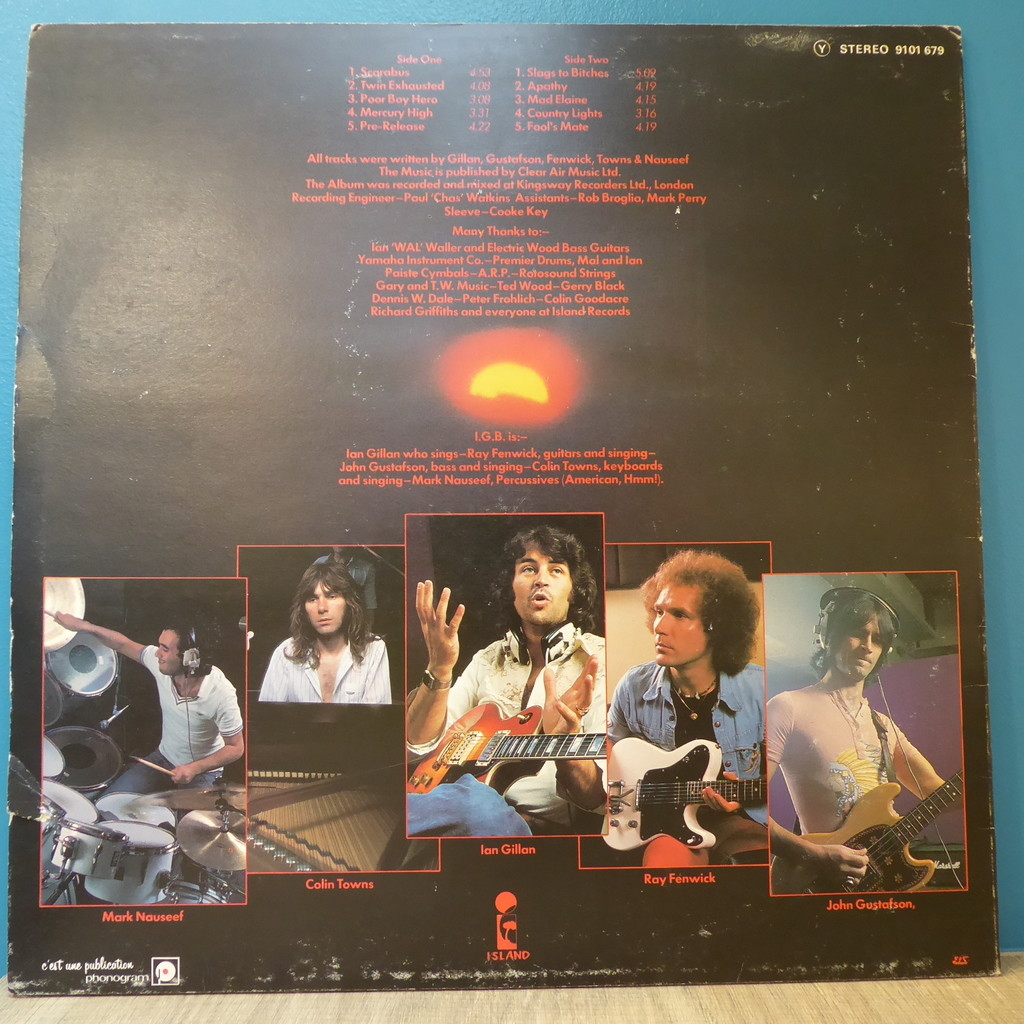 Y STEREO 9101 679
Side One
1. Scarabus 4.53
2. Twin Exhausted 4.08
3. Poor Boy Hero 3.08
4. Mercury High 3.31
5. Pre-Release 4.22
Side Two
1. Slags to Bitches 5.09
2. Apathy 4.19
3. Mad Elaine 4.15
4. Country Lights 3.16
5. Fool's Mate 4.19
All tracks were written by Gillan, Gustafson, Fenwick, Towns & Nauseef
The Music is published by Clear Air Music Ltd.
The Album was recorded and mixed at Kingsway Recorders Ltd., London
Recording Engineer–Paul 'Chas' Watkins Assistants–Rob Broglia, Mark Perry
Sleeve–Cooke Key
Many Thanks to:–
Ian 'WAL' Waller and Electric Wood Bass Guitars
Yamaha Instrument Co.–Premier Drums, Mal and Ian
Paiste Cymbals–A.R.P.–Rotosound Strings
Gary and T.W. Music–Ted Wood–Gerry Black
Dennis W. Dale–Peter Frohlich–Colin Goodacre
Richard Griffiths and everyone at Island Records
I.G.B. is:–
Ian Gillan who sings–Ray Fenwick, guitars and singing–
John Gustafson, bass and singing–Colin Towns, keyboards
and singing–Mark Nauseef, Percussives (American, Hmm!).
Marshall
Ian Gillan
Colin Towns
Ray Fenwick
Mark Nauseef
John Gustafson,
ISLAND
c'est une publication
phonogram